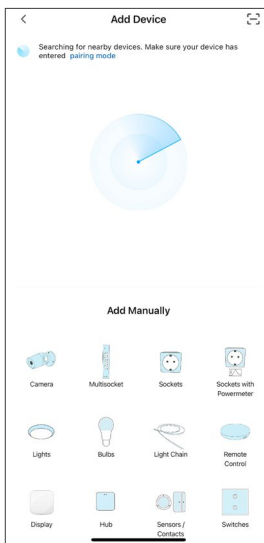 Add Device
Searching for nearby devices. Make sure your device has
entered pairing mode
Add Manually
Camera
Multisocket
Sockets
Sockets with
Powermeter
Lights
Bulbs
Light Chain
Remote
Control
Display
Hub
Sensors /
Contacts
Switches